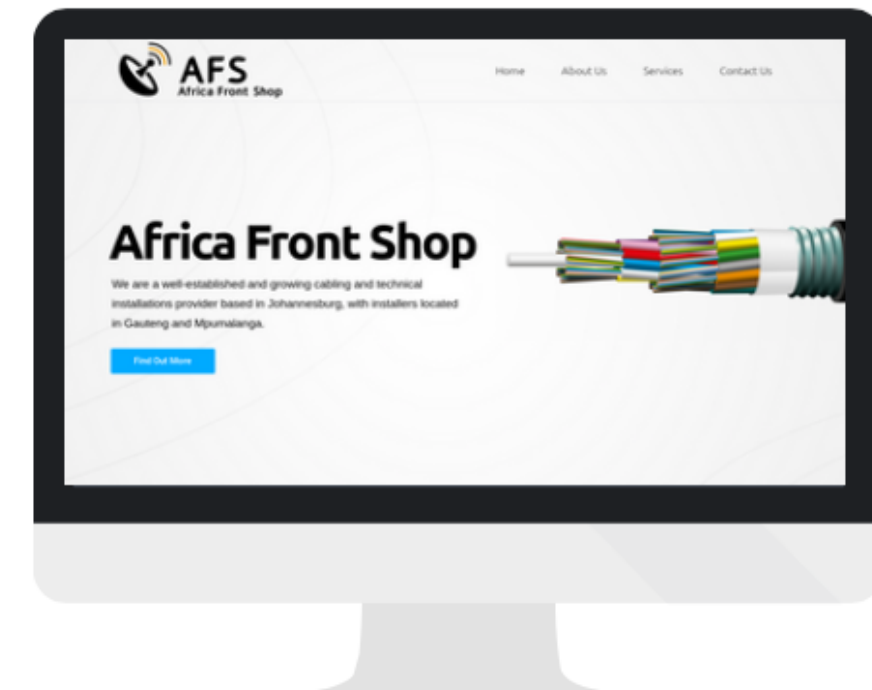 AFS
Africa Front Shop
Home About Us Services Contact Us
Africa Front Shop
We are a well-established and growing cabling and technical
installations provider based in Johannesburg, with installers located
in Gauteng and Mpumalanga.
Find Out More